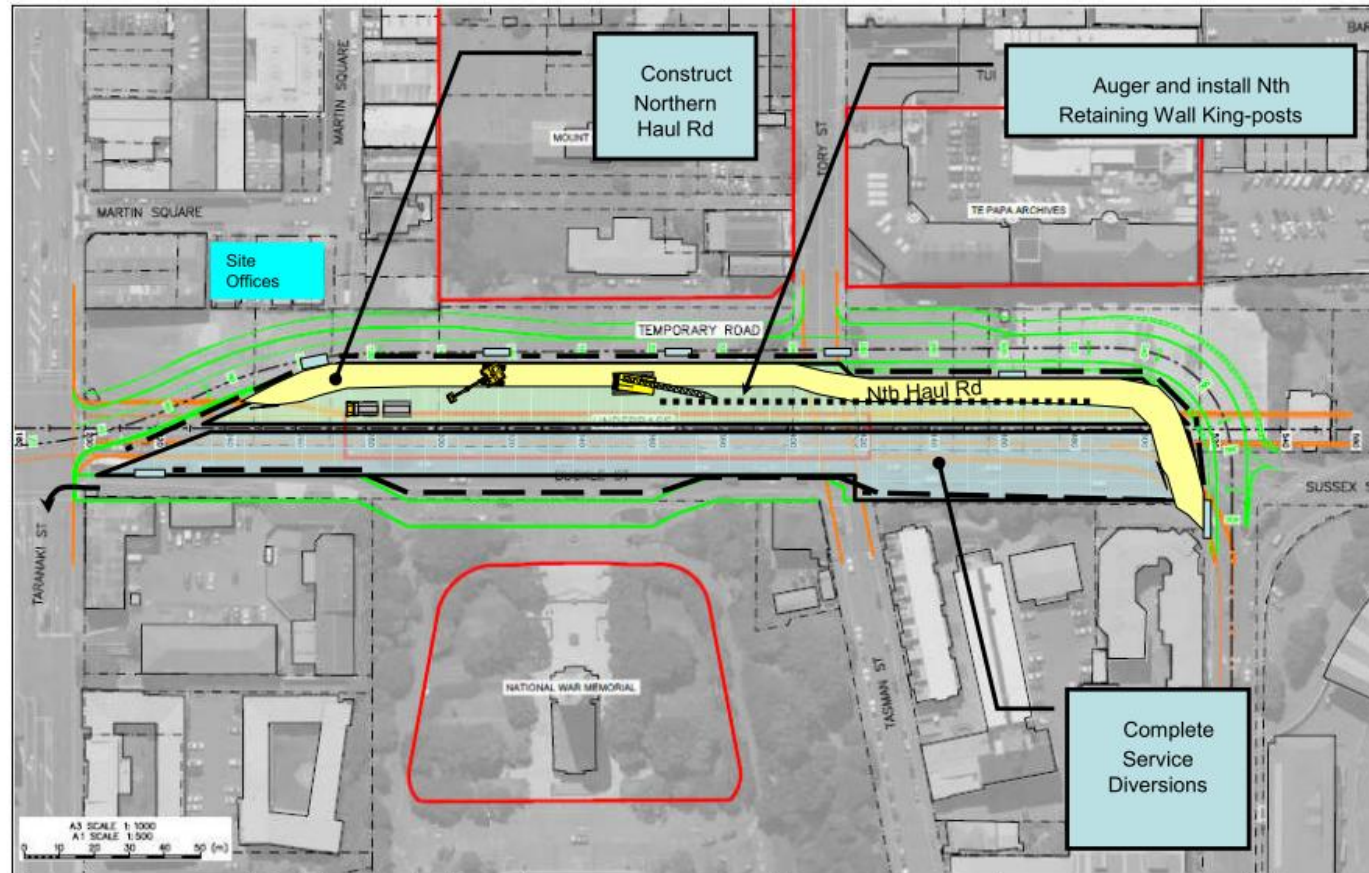 Construct
Northern
Haul Rd
Auger and install Nth
Retaining Wall King-posts
TUI
BAR
MARTIN SQUARE
MOUNT
TORY ST
MARTIN SQUARE
TE PAPA ARCHIVES
Site
Offices
TEMPORARY ROAD
Nth Haul Rd
UNDERPASS
SUSSEX S
TARANAKI ST
NATIONAL WAR MEMORIAL
TASMAN ST
Complete
Service
Diversions
A3 SCALE 1: 1000
A1 SCALE 1:500
0 10 20 30 40 50 (m)